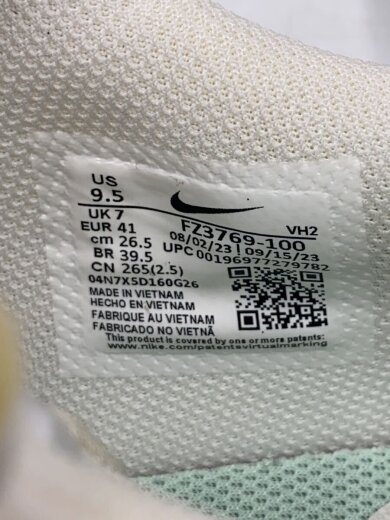 US
9.5
UK 7
EUR 41
cm 26.5
BR 39.5
CN 265(2.5)
FZ3769-100
VH2
08/02/23 | 09/15/23
UPC 00196977279782
04N7X5D160G26
MADE IN VIETNAM
HECHO EN VIETNAM
FABRIQUE AU VIETNAM
FABRICADO NO VIETNÃ
This product is covered by one or more patents:
www.nike.com/patentsvirtualmarking